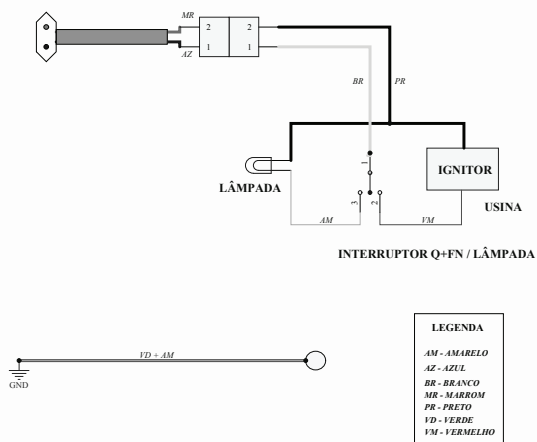 MR
2
2
1
1
AZ
BR
PR
1
IGNITOR
LÂMPADA
USINA
3
2
AM
VM
INTERRUPTOR Q+FN / LÂMPADA
VD + AM
GND
LEGENDA
AM - AMARELO
AZ - AZUL
BR - BRANCO
MR - MARROM
PR - PRETO
VD - VERDE
VM - VERMELHO